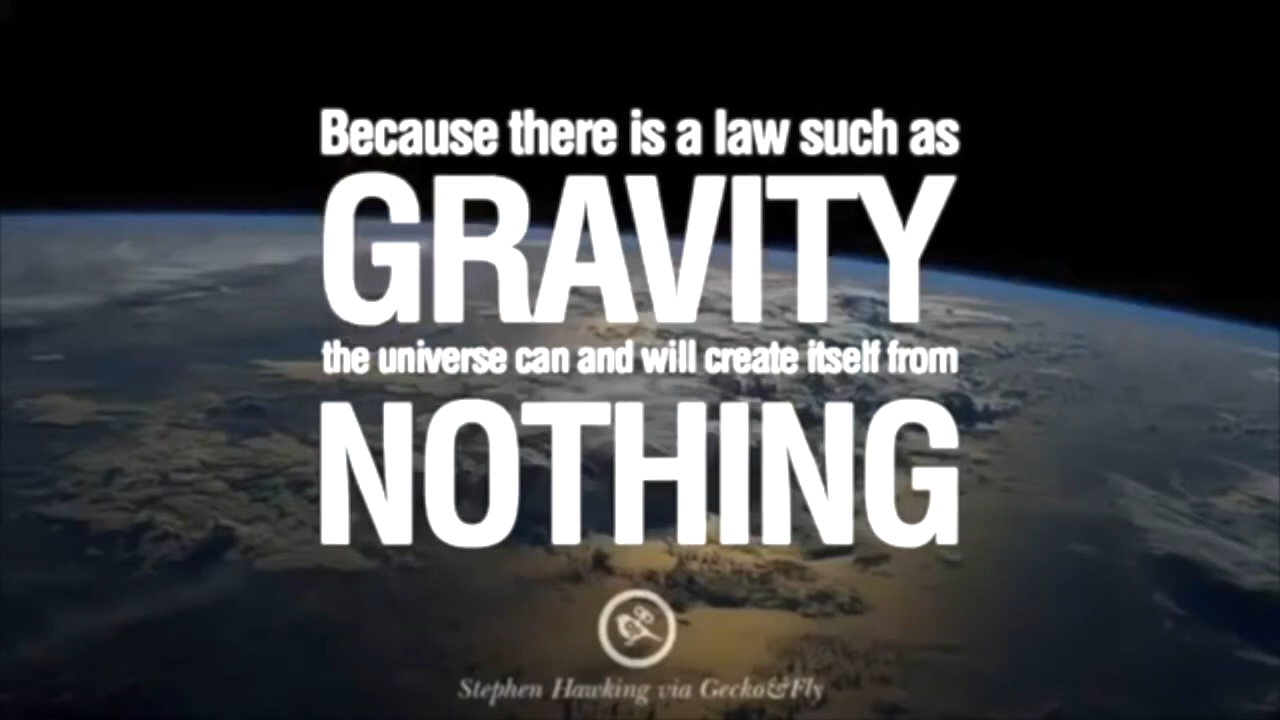 Because there is a law such as
GRAVITY
the universe can and will create itself from
NOTHING
Stephen Hawking via Gecko&Fly